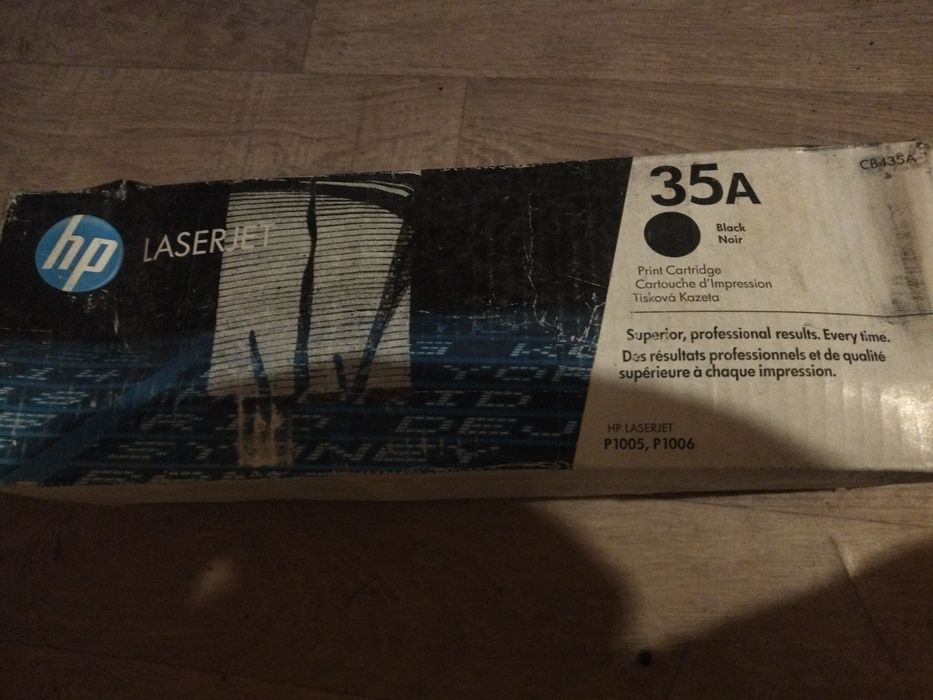 CB435A
35A
hp
LASERJET
Black
Noir
Print Cartridge
Cartouche d'Impression
Tisková Kazeta
Superior, professional results. Every time.
Des résultats professionnels et de qualité
supérieure à chaque impression.
HP LASERJET
P1005, P1006